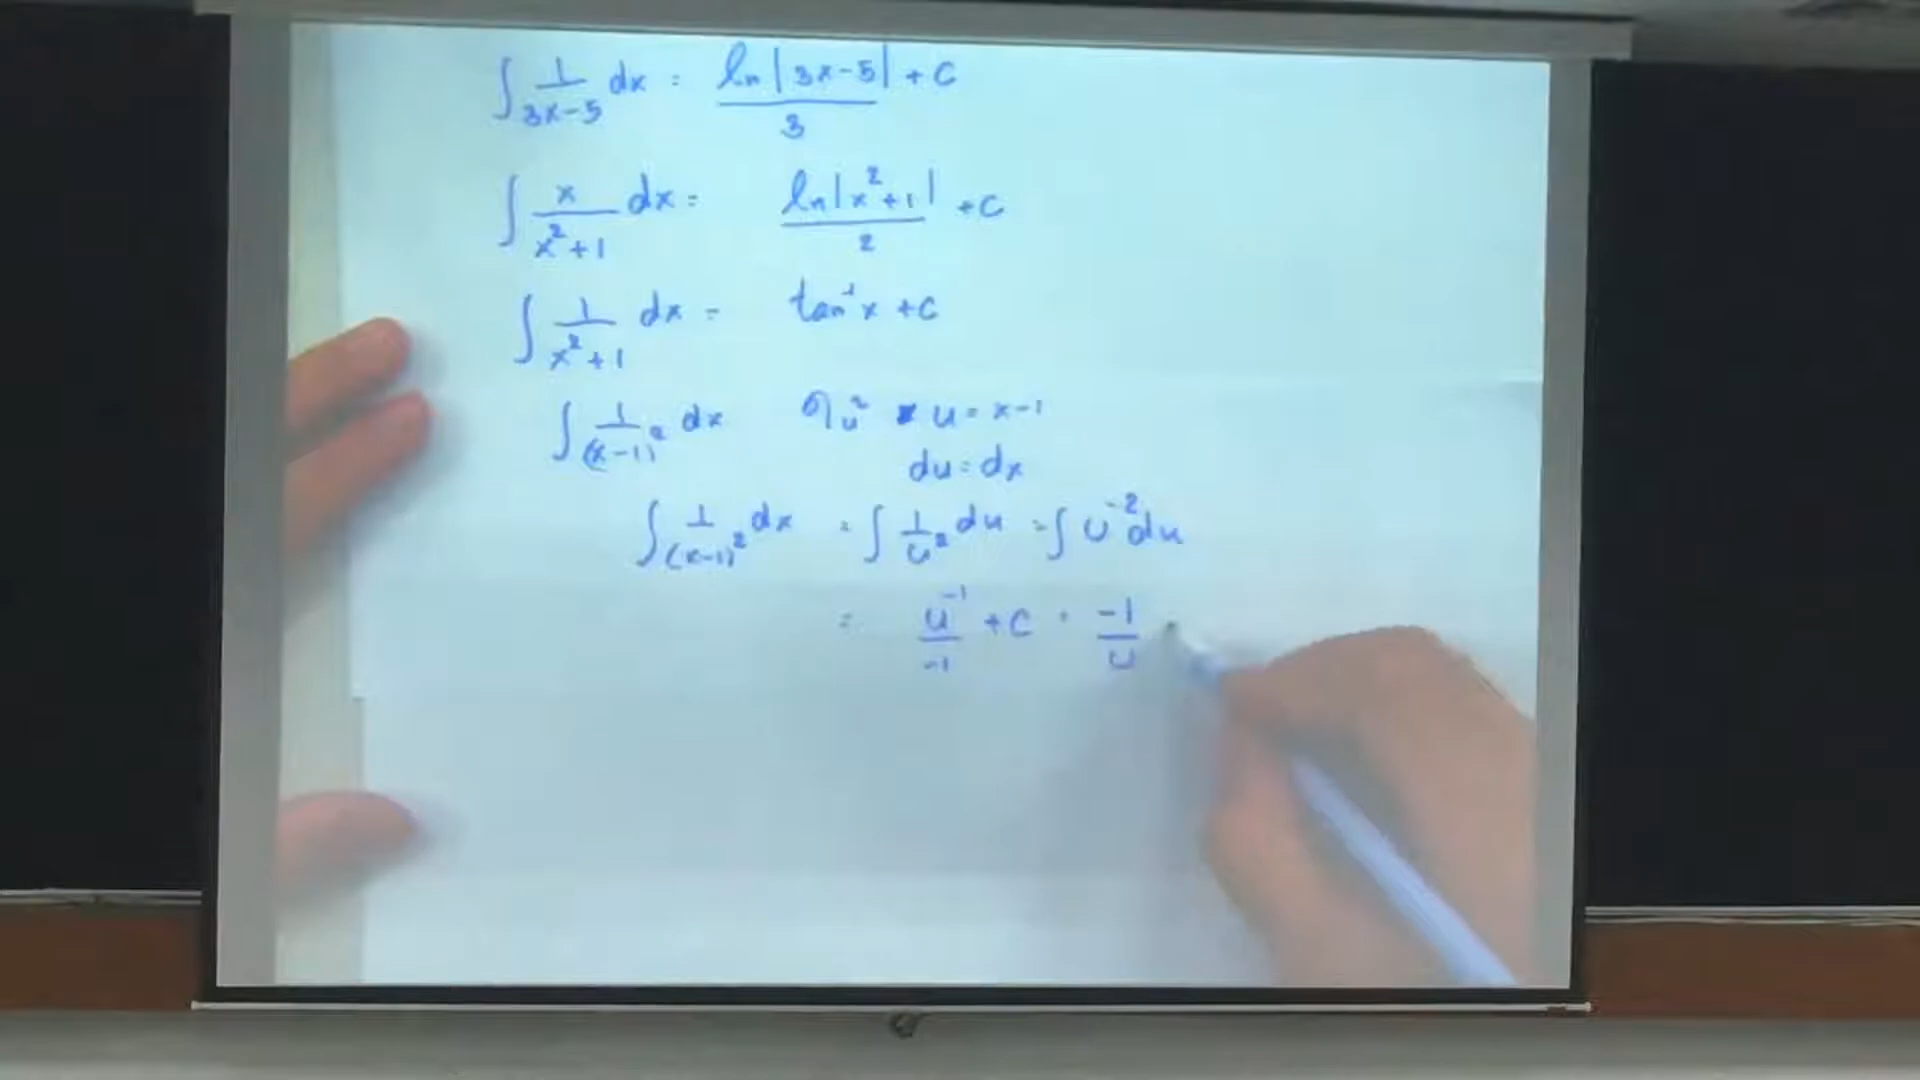 ∫ 1/(3x-5) dx = ln|3x-5|/3 + C
∫ x/(x²+1) dx = ln|x²+1|/2 + C
∫ 1/(x²+1) dx = tan⁻¹x + C
∫ 1/(x-1)² dx u = x-1
du = dx
∫ 1/(x-1)² dx = ∫ 1/u² du = ∫ u⁻² du
= u⁻¹/-1 + C = -1/u